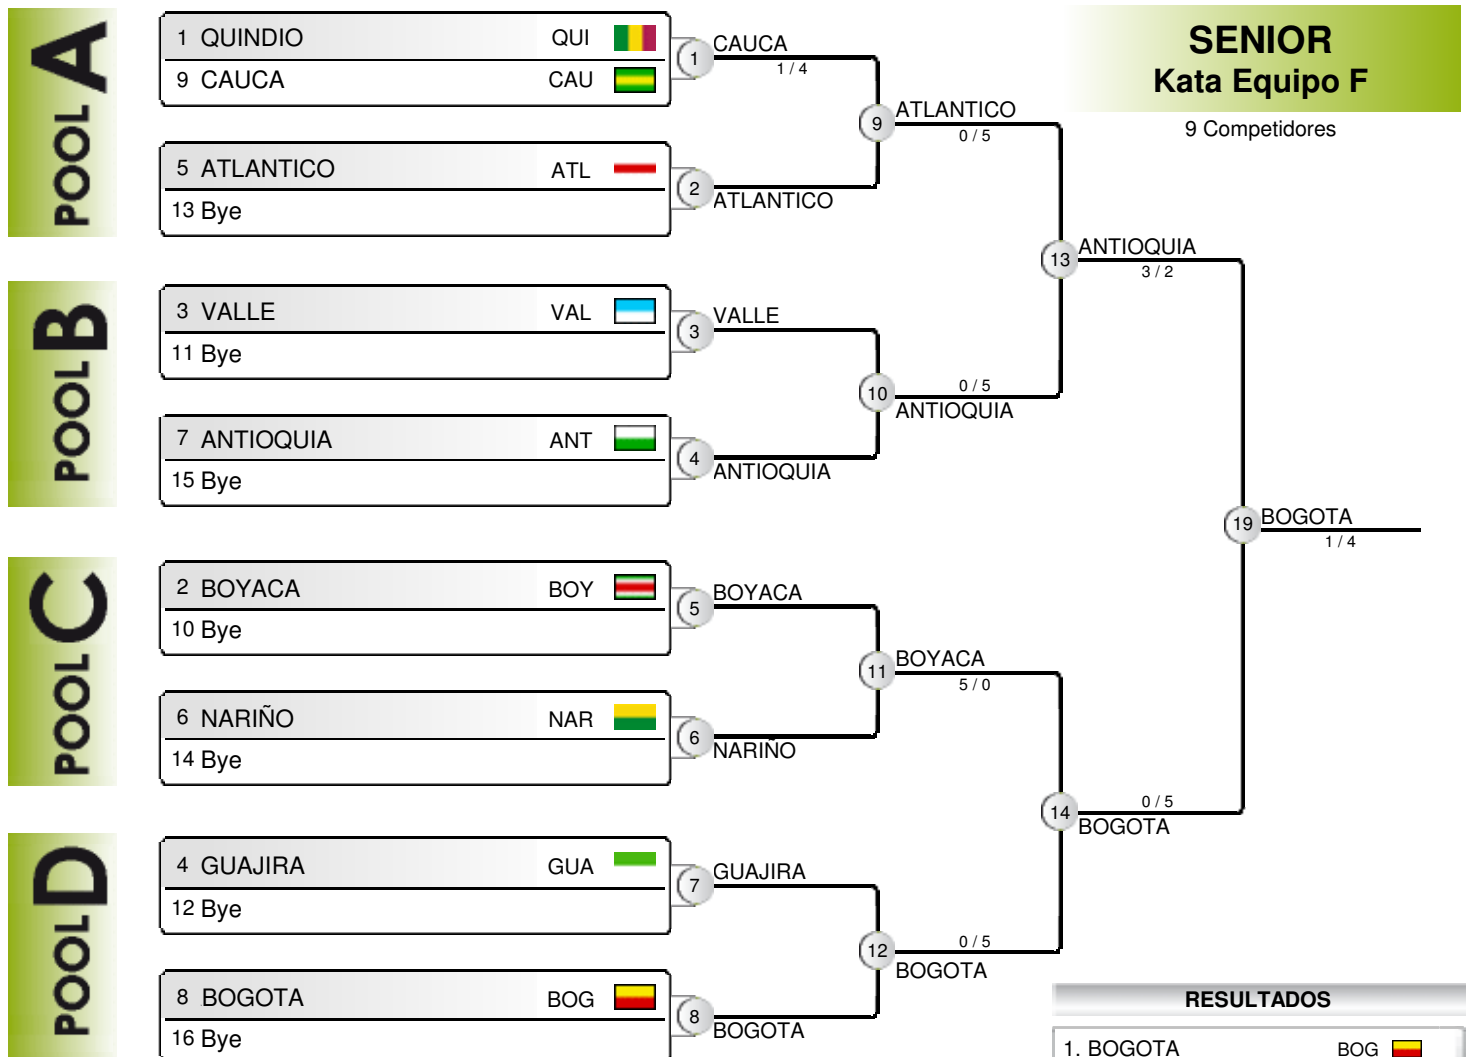 SENIOR
Kata Equipo F
9 Competidores
POOL A
1 QUINDIO QUI
9 CAUCA CAU
1
CAUCA
1 / 4
5 ATLANTICO ATL
13 Bye
2
ATLANTICO
9
ATLANTICO
0 / 5
POOL B
3 VALLE VAL
11 Bye
3
VALLE
7 ANTIOQUIA ANT
15 Bye
4
ANTIOQUIA
10
0 / 5
ANTIOQUIA
13
ANTIOQUIA
3 / 2
POOL C
2 BOYACA BOY
10 Bye
5
BOYACA
6 NARIÑO NAR
14 Bye
6
NARIÑO
11
BOYACA
5 / 0
POOL D
4 GUAJIRA GUA
12 Bye
7
GUAJIRA
8 BOGOTA BOG
16 Bye
8
BOGOTA
12
0 / 5
BOGOTA
14
0 / 5
BOGOTA
19
BOGOTA
1 / 4
RESULTADOS
1. BOGOTA BOG